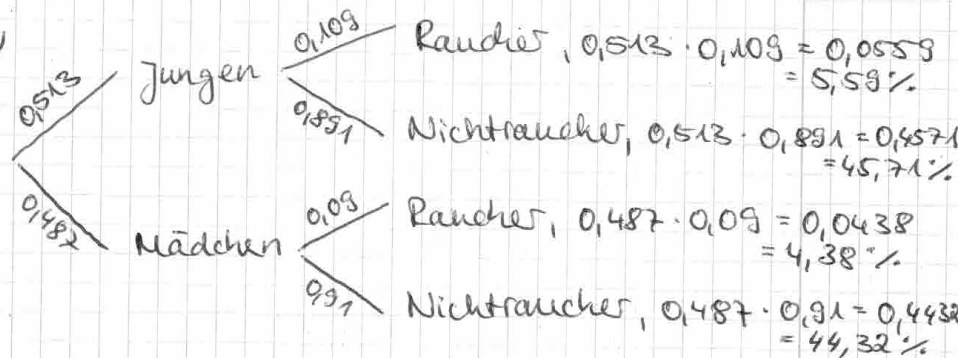 )
0,513
Jungen
0,109
Raucher, 0,513 · 0,109 = 0,0559
= 5,59 %
0,891
Nichtraucher, 0,513 · 0,891 = 0,4571
= 45,71 %
0,487
Mädchen
0,09
Raucher, 0,487 · 0,09 = 0,0438
= 4,38 %
0,91
Nichtraucher, 0,487 · 0,91 = 0,4432
= 44,32 %